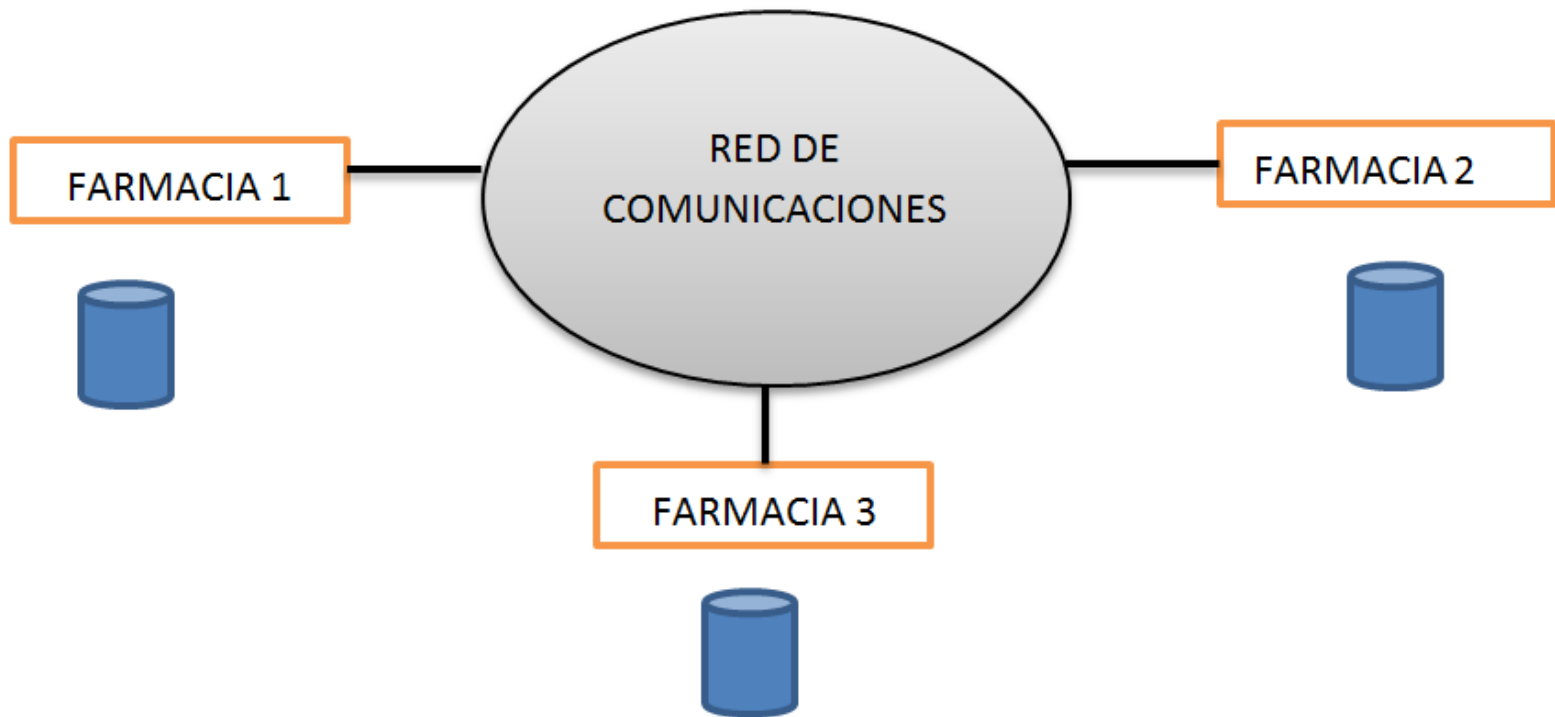 RED DE
COMUNICACIONES
FARMACIA 1
FARMACIA 2
FARMACIA 3